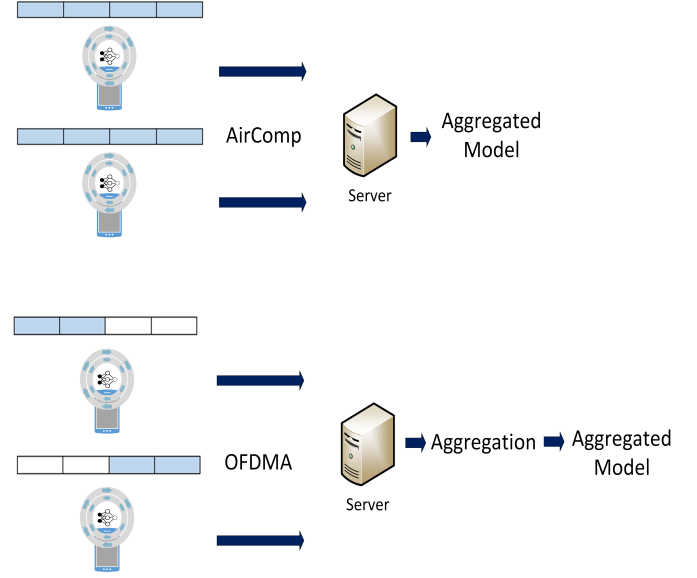 AirComp
Server
Aggregated
Model
OFDMA
Server
Aggregation
Aggregated
Model